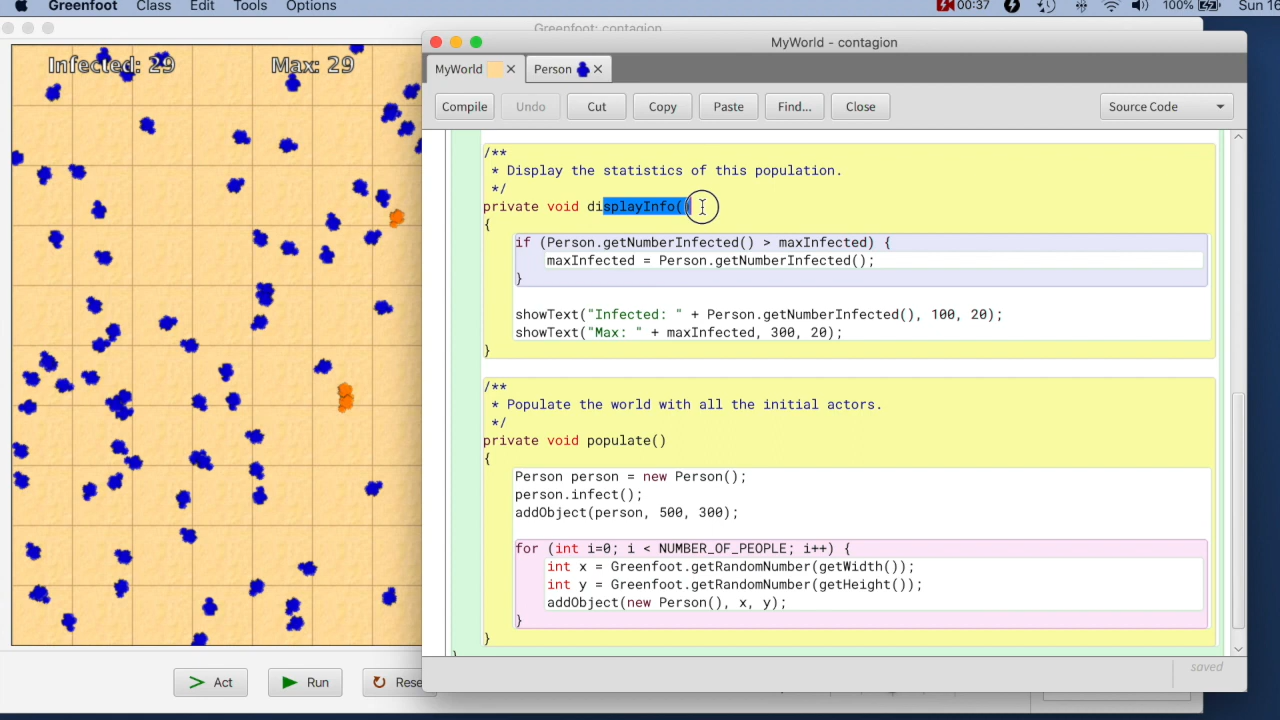 Greenfoot Class Edit Tools Options 00:37 100% Sun 16
Greenfoot: contagion
MyWorld - contagion
MyWorld Person
Compile Undo Cut Copy Paste Find... Close Source Code
Infected: 29 Max: 29
/**
* Display the statistics of this population.
*/
private void displayInfo()
{
if (Person.getNumberInfected() > maxInfected) {
maxInfected = Person.getNumberInfected();
}
showText("Infected: " + Person.getNumberInfected(), 100, 20);
showText("Max: " + maxInfected, 300, 20);
}
/**
* Populate the world with all the initial actors.
*/
private void populate()
{
Person person = new Person();
person.infect();
addObject(person, 500, 300);
for (int i=0; i < NUMBER_OF_PEOPLE; i++) {
int x = Greenfoot.getRandomNumber(getWidth());
int y = Greenfoot.getRandomNumber(getHeight());
addObject(new Person(), x, y);
}
}
saved
> Act Run Rese